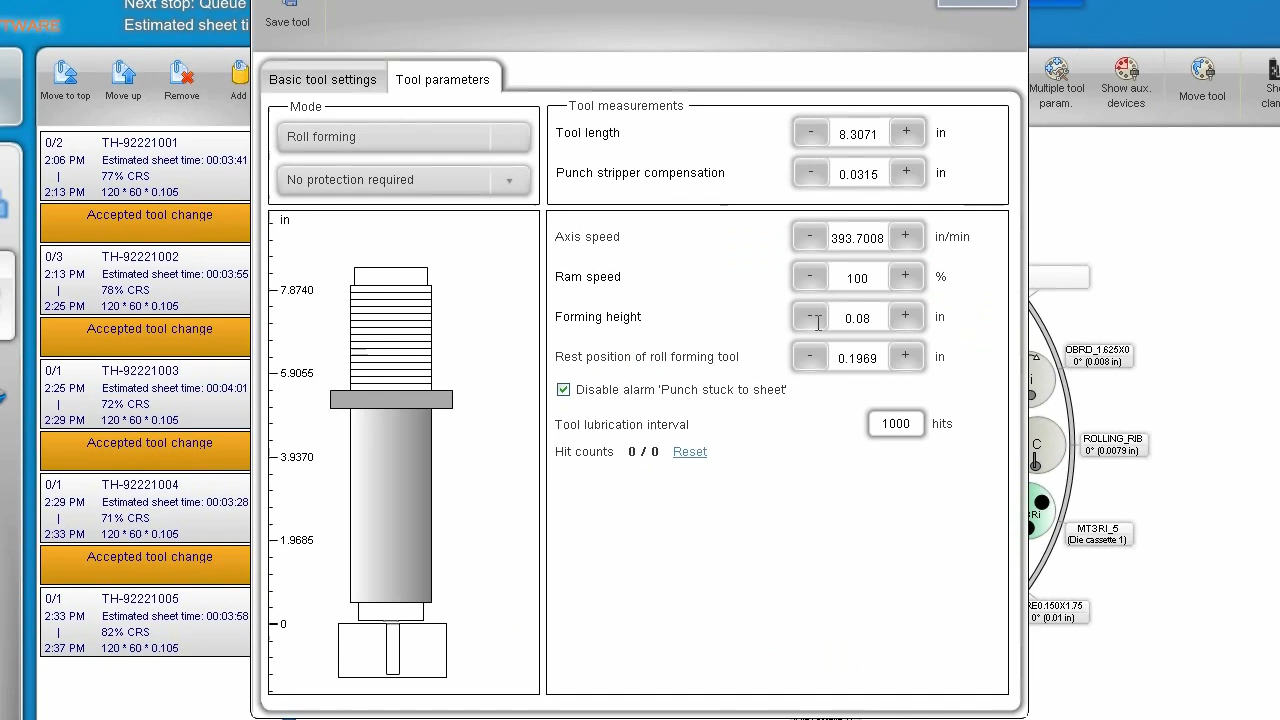 Next stop: Queue
TWARE
Estimated sheet ti
Save tool
Move to top
Move up
Remove
Add
Multiple tool
param.
Show aux.
devices
Move tool
Basic tool settings
Tool parameters
0/2 TH-92221001
2:06 PM Estimated sheet time: 00:03:41
| 77% CRS
2:13 PM 120 * 60 * 0.105
Accepted tool change
0/3 TH-92221002
2:13 PM Estimated sheet time: 00:03:55
| 78% CRS
2:25 PM 120 * 60 * 0.105
Accepted tool change
0/1 TH-92221003
2:25 PM Estimated sheet time: 00:04:01
| 72% CRS
2:29 PM 120 * 60 * 0.105
Accepted tool change
0/1 TH-92221004
2:29 PM Estimated sheet time: 00:03:28
| 71% CRS
2:33 PM 120 * 60 * 0.105
Accepted tool change
0/1 TH-92221005
2:33 PM Estimated sheet time: 00:03:58
| 82% CRS
2:37 PM 120 * 60 * 0.105
Mode
Roll forming
No protection required
in
7.8740
5.9055
3.9370
1.9685
0
Tool measurements
Tool length - 8.3071 + in
Punch stripper compensation - 0.0315 + in
Axis speed - 393.7008 + in/min
Ram speed - 100 + %
Forming height - 0.08 + in
Rest position of roll forming tool - 0.1969 + in
Disable alarm 'Punch stuck to sheet'
Tool lubrication interval 1000 hits
Hit counts 0 / 0 Reset
OBRD_1.625X0
0° (0.008 in)
C
ROLLING_RIB
0° (0.0079 in)
MT3RI_5
(Die cassette 1)
RE0.150X1.75
0° (0.01 in)